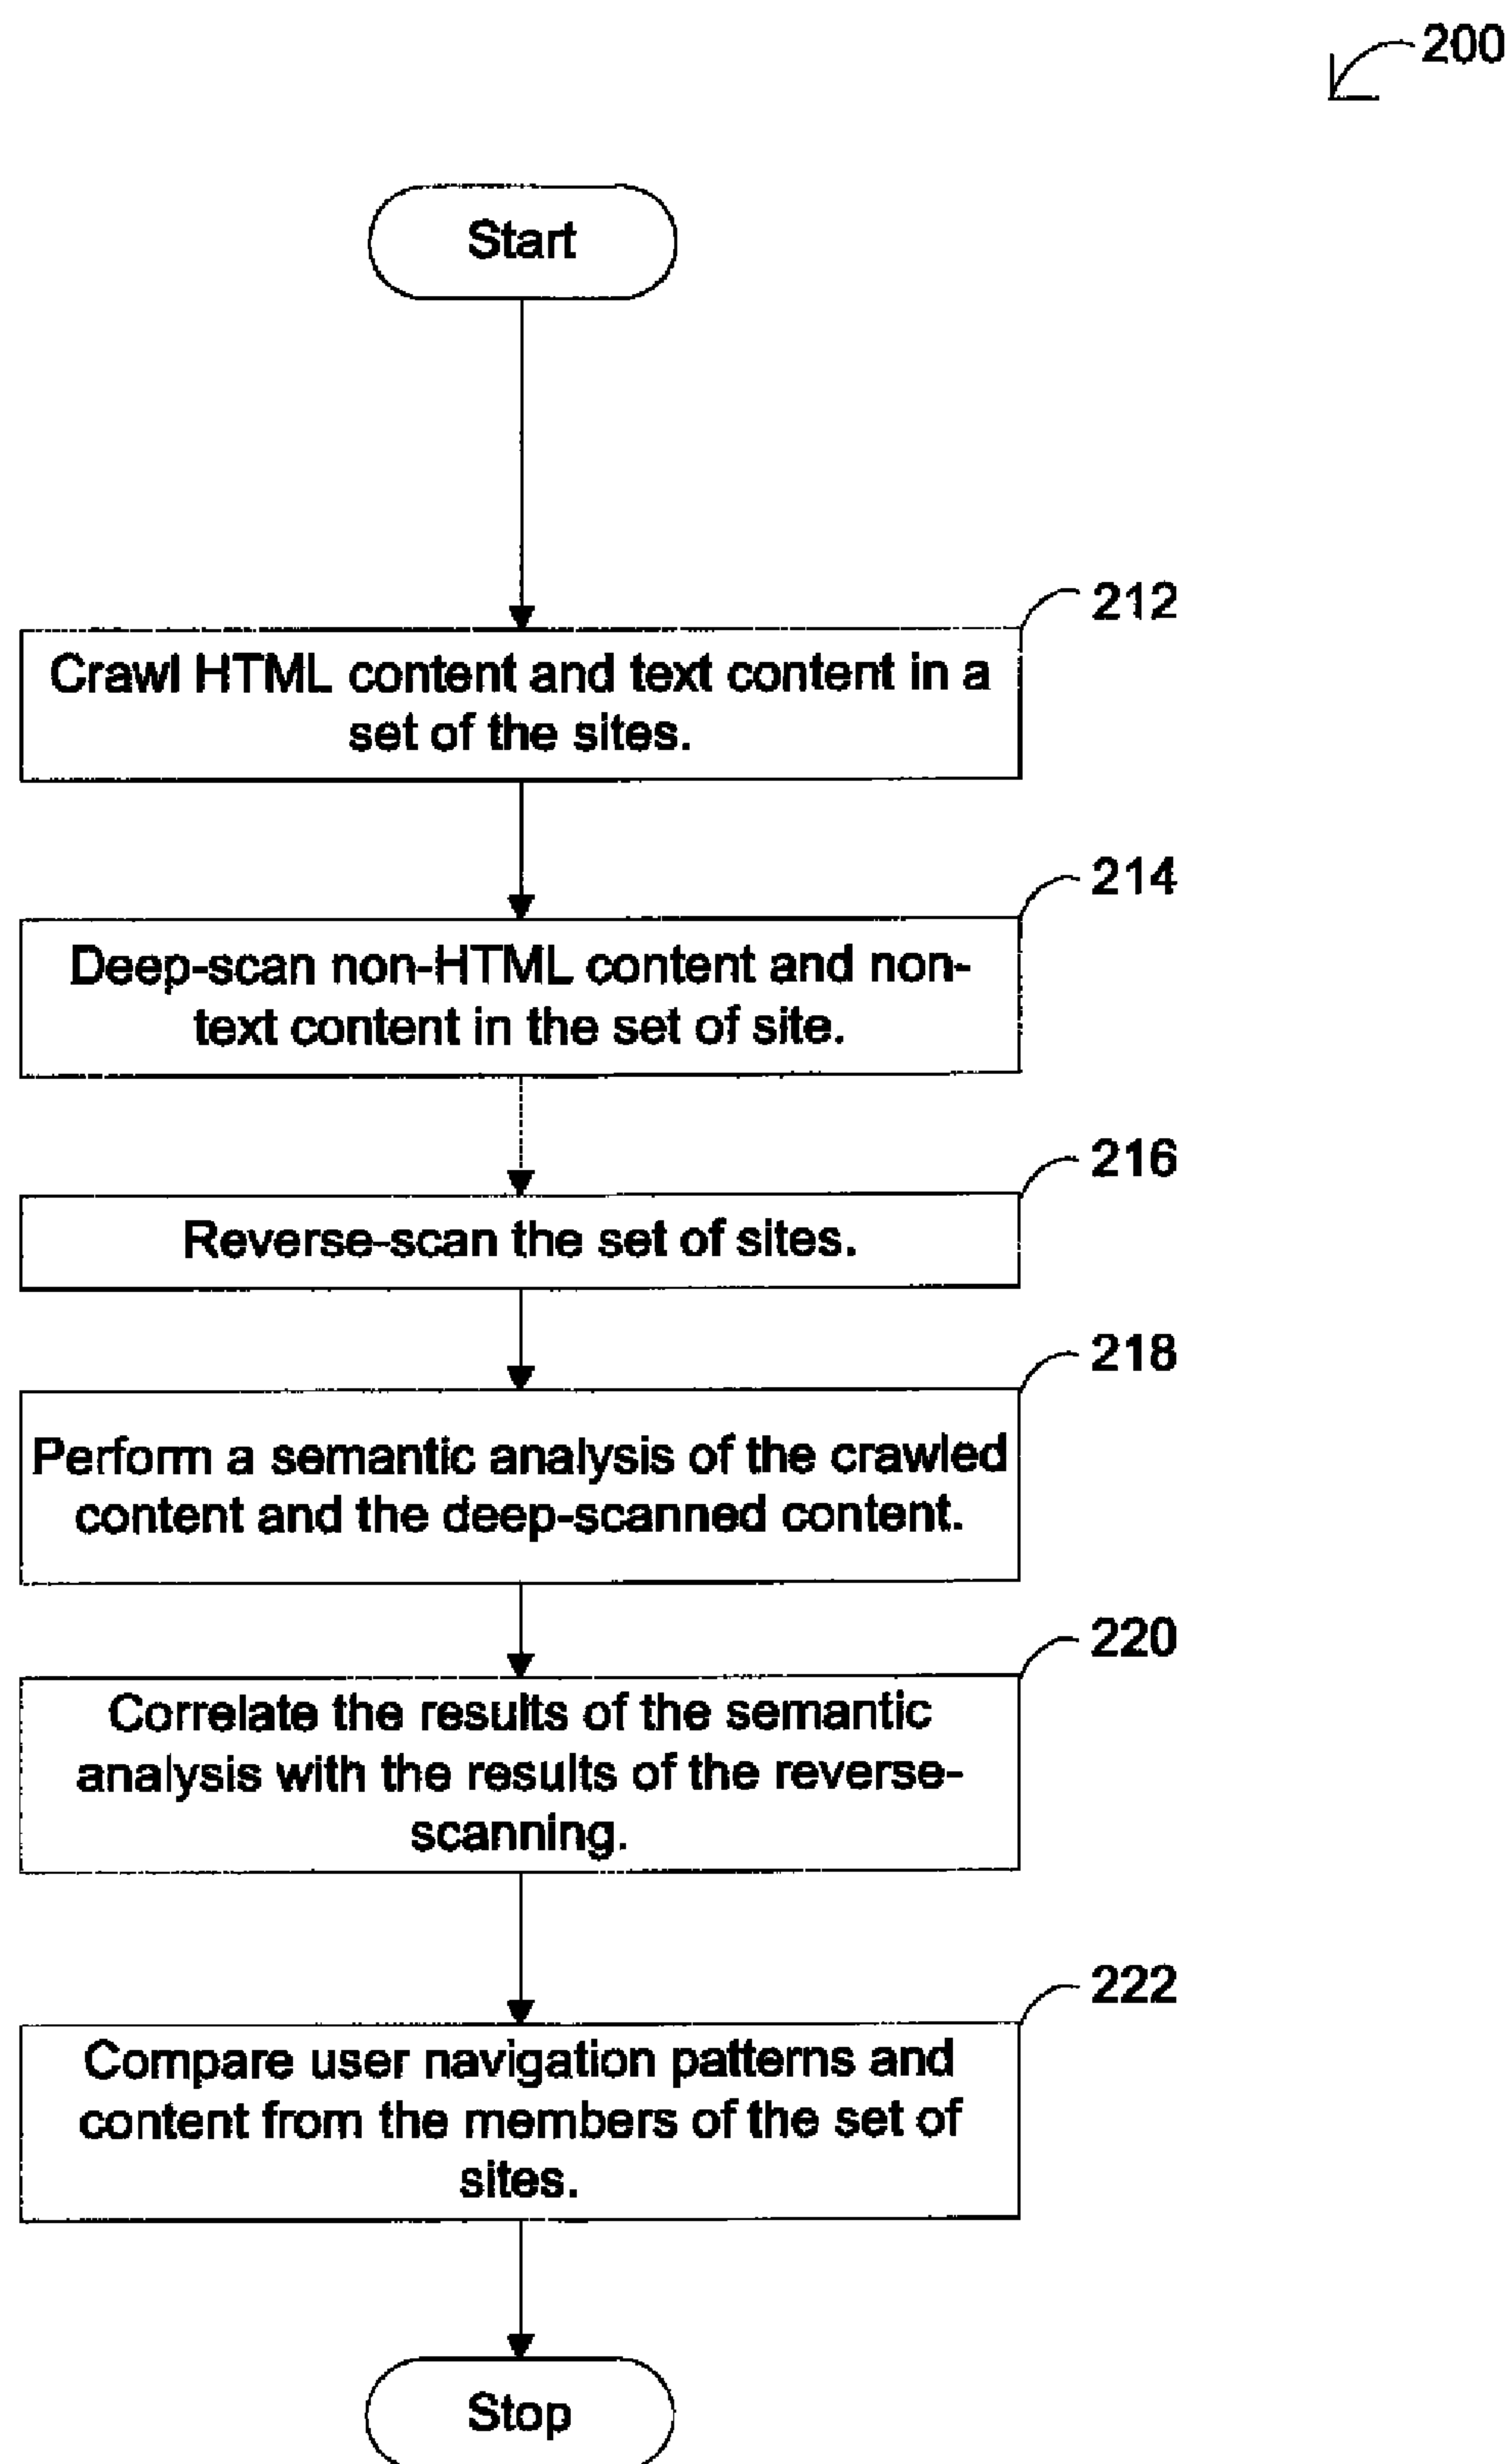 200
Start
212
Crawl HTML content and text content in a
set of the sites.
214
Deep-scan non-HTML content and non-
text content in the set of site.
216
Reverse-scan the set of sites.
218
Perform a semantic analysis of the crawled
content and the deep-scanned content.
220
Correlate the results of the semantic
analysis with the results of the reverse-
scanning.
222
Compare user navigation patterns and
content from the members of the set of
sites.
Stop